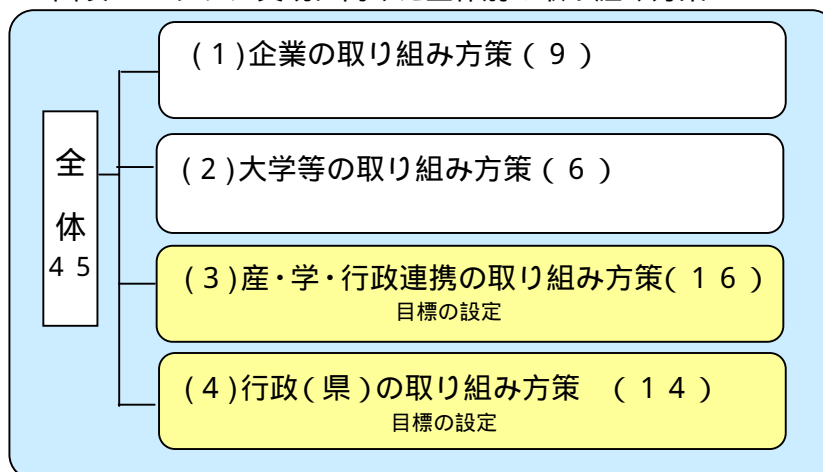 (1)企業の取り組み方策(9)
(2)大学等の取り組み方策(6)
全
体
45
(3)産・学・行政連携の取り組み方策(16)
目標の設定
(4)行政(県)の取り組み方策 (14)
目標の設定